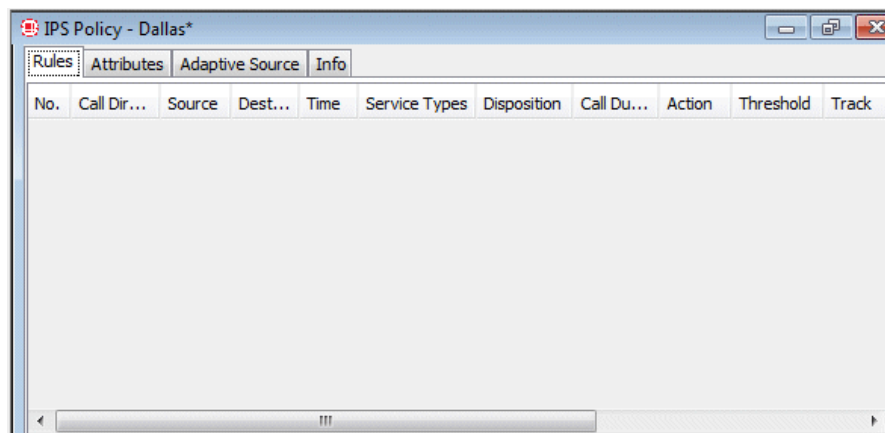 IPS Policy - Dallas*
Rules Attributes Adaptive Source Info
No. Call Dir... Source Dest... Time Service Types Disposition Call Du... Action Threshold Track